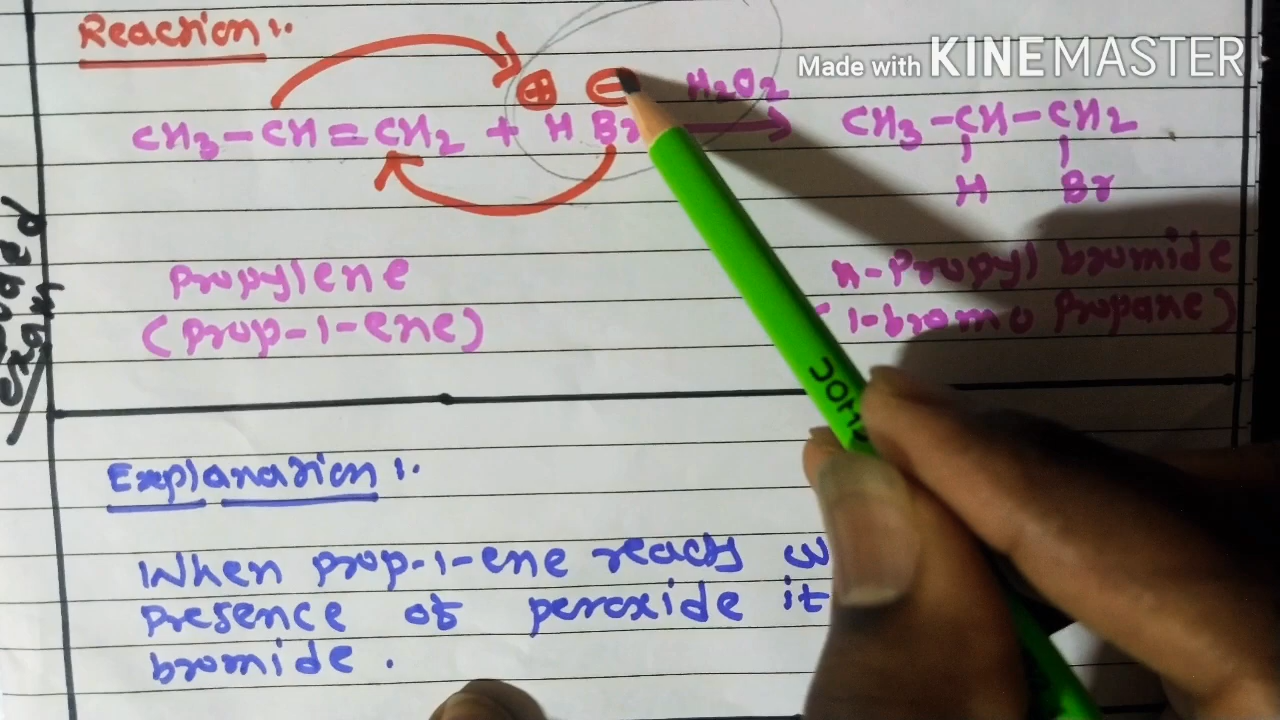 Reaction:-
Made with KINEMASTER
⊕ ⊖ H2O2
CH3-CH=CH2 + H Br → CH3-CH-CH2
H Br
Propylene n-Propyl bromide
(Prop-1-ene) (1-bromo Propane)
Explanation:-
When prop-1-ene reacts
presence of peroxide it
bromide.